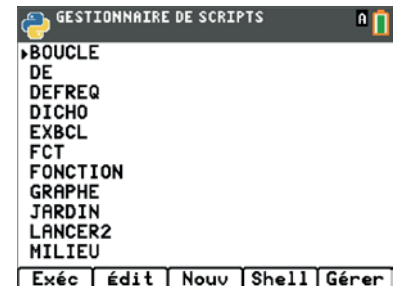 GESTIONNAIRE DE SCRIPTS A
▸BOUCLE
DE
DEFREQ
DICHO
EXBCL
FCT
FONCTION
GRAPHE
JARDIN
LANCER2
MILIEU
Exéc édit Nouv Shell Gérer